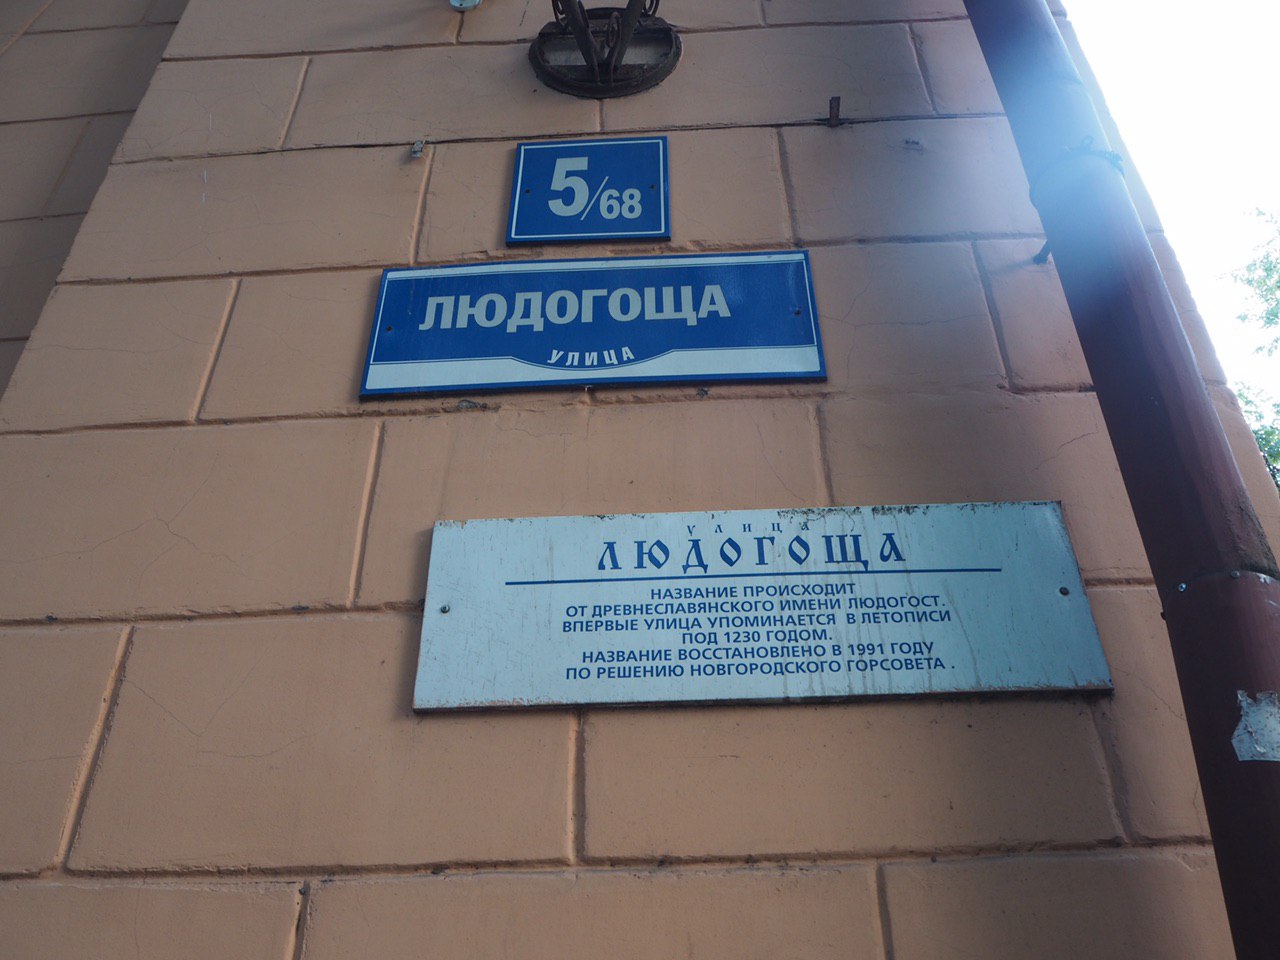 5/68
ЛЮДОГОЩА
УЛИЦА
улица
ЛЮДОГОЩА
НАЗВАНИЕ ПРОИСХОДИТ
ОТ ДРЕВНЕСЛАВЯНСКОГО ИМЕНИ ЛЮДОГОСТ.
ВПЕРВЫЕ УЛИЦА УПОМИНАЕТСЯ В ЛЕТОПИСИ
ПОД 1230 ГОДОМ.
НАЗВАНИЕ ВОССТАНОВЛЕНО В 1991 ГОДУ
ПО РЕШЕНИЮ НОВГОРОДСКОГО ГОРСОВЕТА.